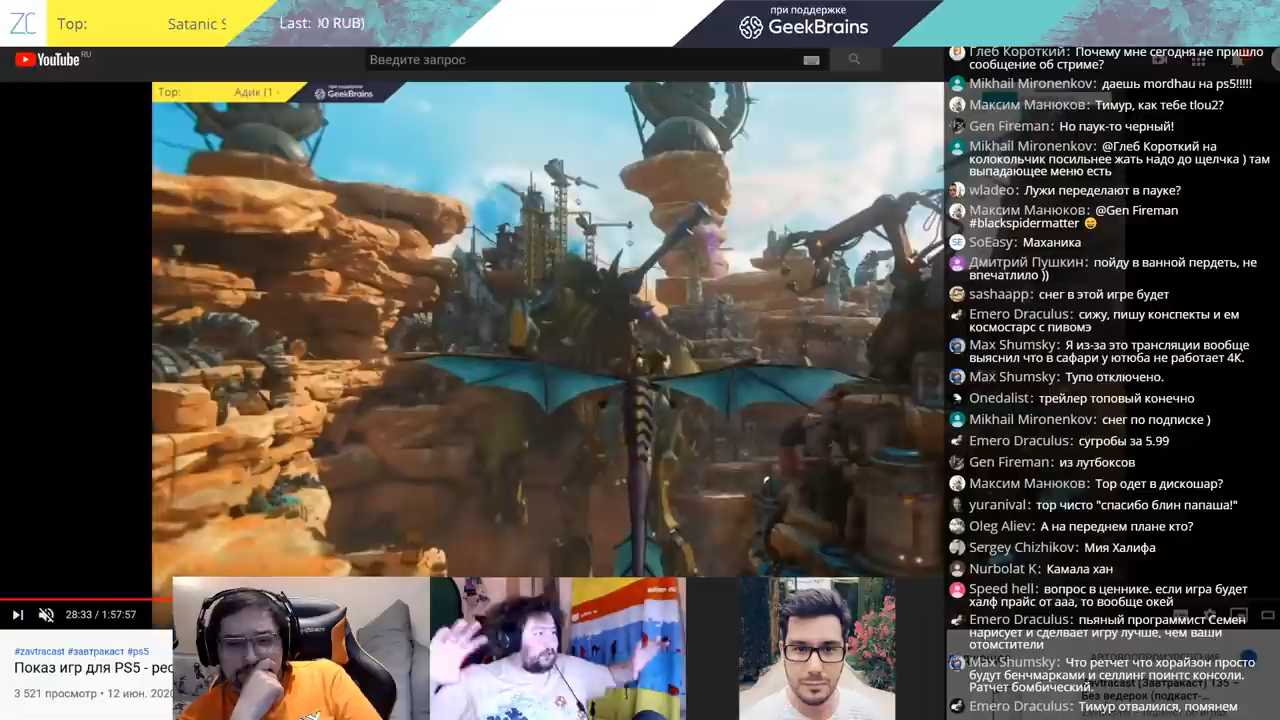 ZC
Top:
Satanic S
Last: 00 RUB)
при поддержке
GeekBrains
YouTube RU
Введите запрос
Top:
Адик (1
при поддержке
GeekBrains
28:33 / 1:57:57
#zavtracast #завтракаст #ps5
Показ игр для PS5 - рес
3 521 просмотр • 12 июн. 2020
Глеб Короткий: Почему мне сегодня не пришло
сообщение об стриме?
Mikhail Mironenkov: даешь mordhau на ps5!!!!!
Максим Манюков: Тимур, как тебе tlou2?
Gen Fireman: Но паук-то черный!
Mikhail Mironenkov: @Глеб Короткий на
колокольчик посильнее жать надо до щелчка ) там
выпадающее меню есть
wladeo: Лужи переделают в пауке?
Максим Манюков: @Gen Fireman
#blackspidermatter 😄
SoEasy: Маханика
Дмитрий Пушкин: пойду в ванной пердеть, не
впечатлило ))
sashaapp: снег в этой игре будет
Emero Draculus: сижу, пишу конспекты и ем
космостарс с пивомэ
Max Shumsky: Я из-за это трансляции вообще
выяснил что в сафари у ютюба не работает 4K.
Max Shumsky: Тупо отключено.
Onedalist: трейлер топовый конечно
Mikhail Mironenkov: снег по подписке )
Emero Draculus: сугробы за 5.99
Gen Fireman: из лутбоксов
Максим Манюков: Тор одет в дискошар?
yuranival: тор чисто "спасибо блин папаша!"
Oleg Aliev: А на переднем плане кто?
Sergey Chizhikov: Мия Халифа
Nurbolat K: Камала хан
Speed hell: вопрос в ценнике. если игра будет
халф прайс от ааа, то вообще окей
Emero Draculus: пьяный программист Семен
нарисует и сделает игру лучше, чем ваши
отомстители
Max Shumsky: Что ретчет что хорайзон просто
будут бенчмарками и селлинг поинтс консоли.
Ратчет бомбический.
Emero Draculus: Тимур отвалился, помянем